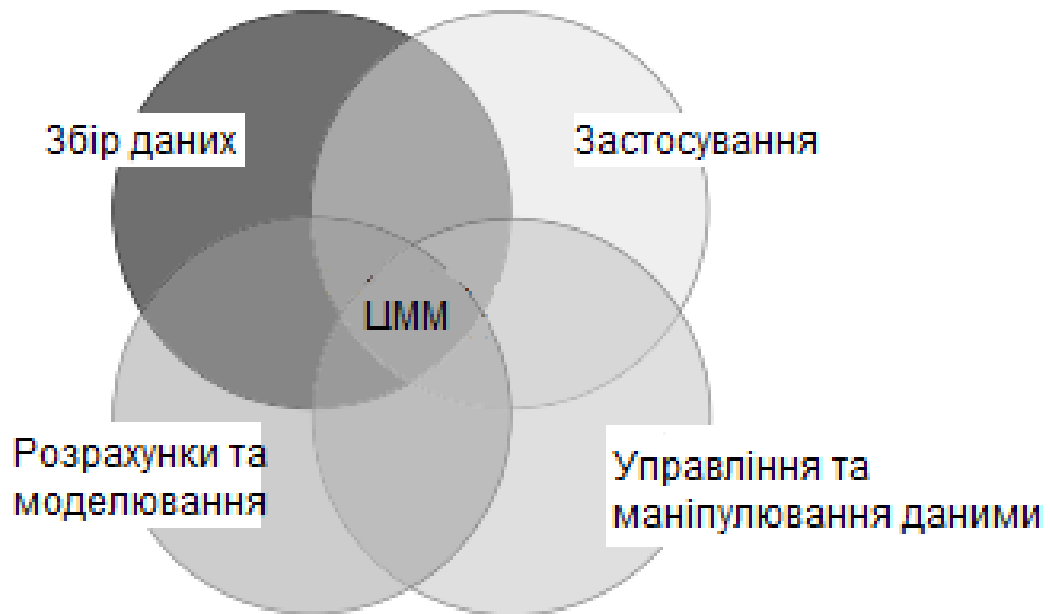 Збір даних
Застосування
ЦММ
Розрахунки та
моделювання
Управління та
маніпулювання даними